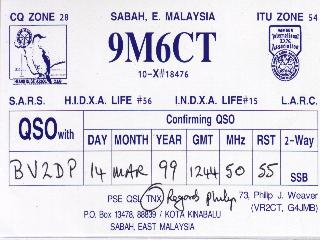 CQ ZONE 28 SABAH, E. MALAYSIA ITU ZONE 54
9M6CT
10-X#18476
International D.X. Association
S.A.R.S. H.I.D.X.A. LIFE #56 I.N.D.X.A. LIFE#15 L.A.R.C.
QSO with
Confirming QSO
DAY MONTH YEAR GMT MHz RST 2-Way
BV2DP 14 MAR 99 1244 50 55 SSB
PSE QSL TNX Regards Philip 73, Philip J. Weaver
(VR2CT, G4JMB)
P.O. Box 13478, 88839 / KOTA KINABALU
SABAH, EAST MALAYSIA